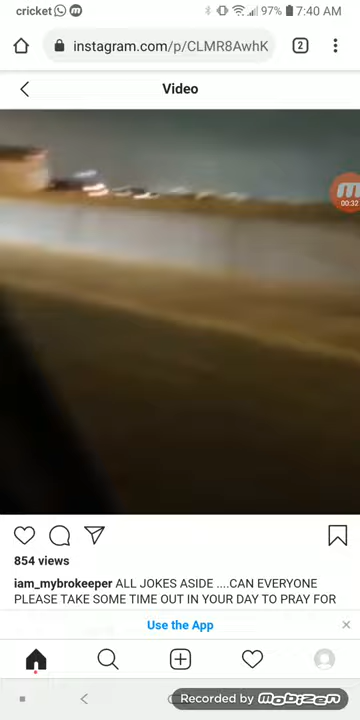 cricket 97% 7:40 AM
instagram.com/p/CLMR8AwhK 2
Video
00:32
854 views
iam_mybrokeeper ALL JOKES ASIDE ....CAN EVERYONE
PLEASE TAKE SOME TIME OUT IN YOUR DAY TO PRAY FOR
Use the App
Recorded by mobizen